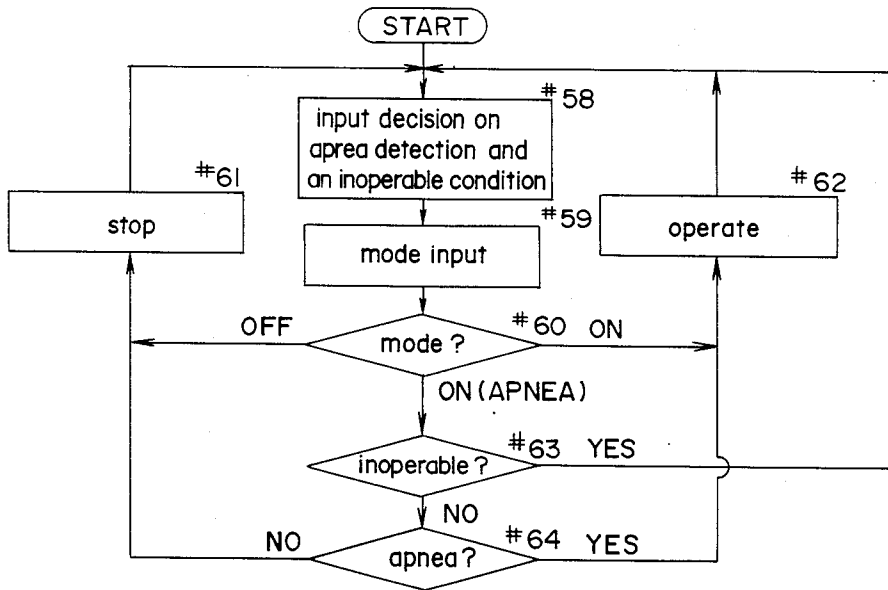 START
#58
input decision on
aprea detection and
an inoperable condition
#61
stop
#62
operate
#59
mode input
OFF
#60
ON
mode ?
ON (APNEA)
#63
YES
inoperable ?
NO
NO
#64
YES
apnea ?